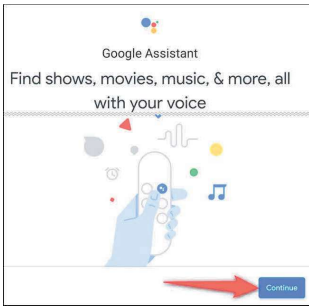 Google Assistant
Find shows, movies, music, & more, all
with your voice
Continue